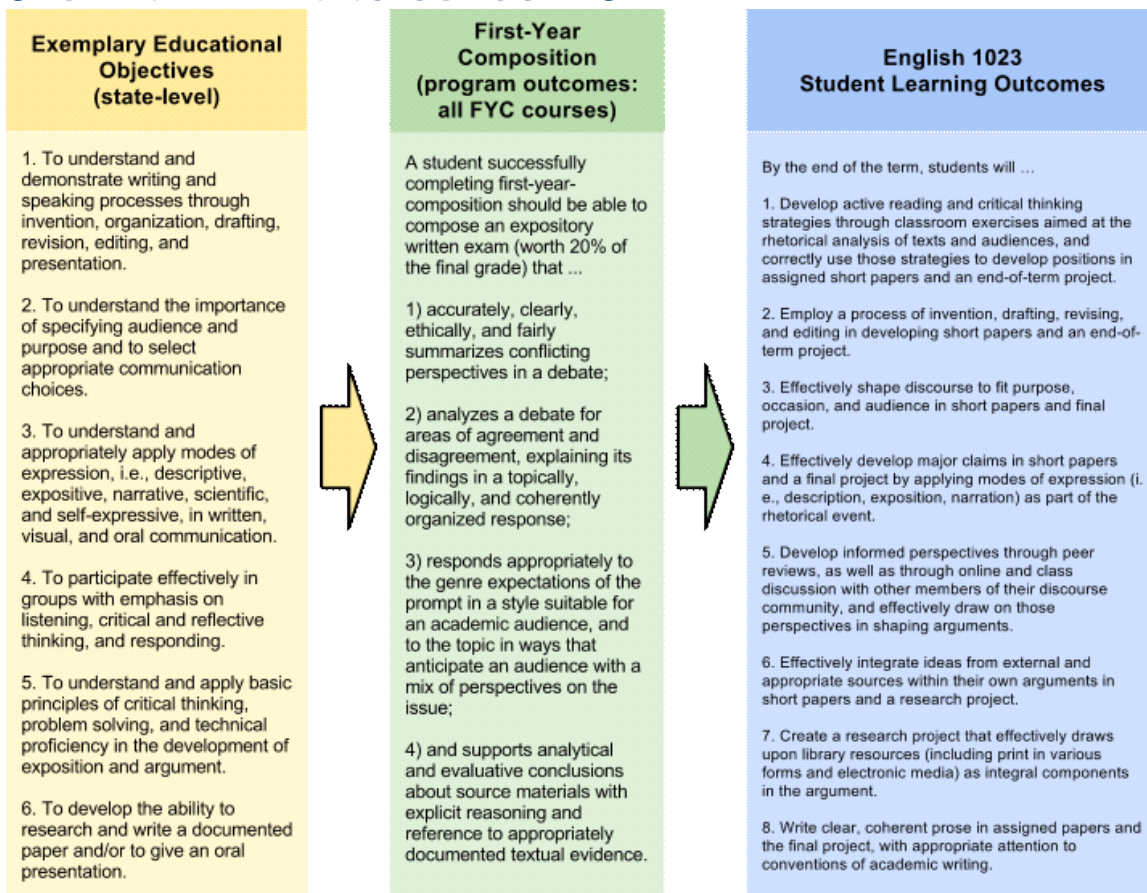 Exemplary Educational
Objectives
(state-level)
1. To understand and
demonstrate writing and
speaking processes through
invention, organization, drafting,
revision, editing, and
presentation.
2. To understand the importance
of specifying audience and
purpose and to select
appropriate communication
choices.
3. To understand and
appropriately apply modes of
expression, i.e., descriptive,
expositive, narrative, scientific,
and self-expressive, in written,
visual, and oral communication.
4. To participate effectively in
groups with emphasis on
listening, critical and reflective
thinking, and responding.
5. To understand and apply basic
principles of critical thinking,
problem solving, and technical
proficiency in the development of
exposition and argument.
6. To develop the ability to
research and write a documented
paper and/or to give an oral
presentation.
First-Year
Composition
(program outcomes:
all FYC courses)
A student successfully
completing first-year-
composition should be able to
compose an expository
written exam (worth 20% of
the final grade) that ...
1) accurately, clearly,
ethically, and fairly
summarizes conflicting
perspectives in a debate;
2) analyzes a debate for
areas of agreement and
disagreement, explaining its
findings in a topically,
logically, and coherently
organized response;
3) responds appropriately to
the genre expectations of the
prompt in a style suitable for
an academic audience, and
to the topic in ways that
anticipate an audience with a
mix of perspectives on the
issue;
4) and supports analytical
and evaluative conclusions
about source materials with
explicit reasoning and
reference to appropriately
documented textual evidence.
English 1023
Student Learning Outcomes
By the end of the term, students will ...
1. Develop active reading and critical thinking
strategies through classroom exercises aimed at the
rhetorical analysis of texts and audiences, and
correctly use those strategies to develop positions in
assigned short papers and an end-of-term project.
2. Employ a process of invention, drafting, revising,
and editing in developing short papers and an end-of-
term project.
3. Effectively shape discourse to fit purpose,
occasion, and audience in short papers and final
project.
4. Effectively develop major claims in short papers
and a final project by applying modes of expression (i.
e., description, exposition, narration) as part of the
rhetorical event.
5. Develop informed perspectives through peer
reviews, as well as through online and class
discussion with other members of their discourse
community, and effectively draw on those
perspectives in shaping arguments.
6. Effectively integrate ideas from external and
appropriate sources within their own arguments in
short papers and a research project.
7. Create a research project that effectively draws
upon library resources (including print in various
forms and electronic media) as integral components
in the argument.
8. Write clear, coherent prose in assigned papers and
the final project, with appropriate attention to
conventions of academic writing.